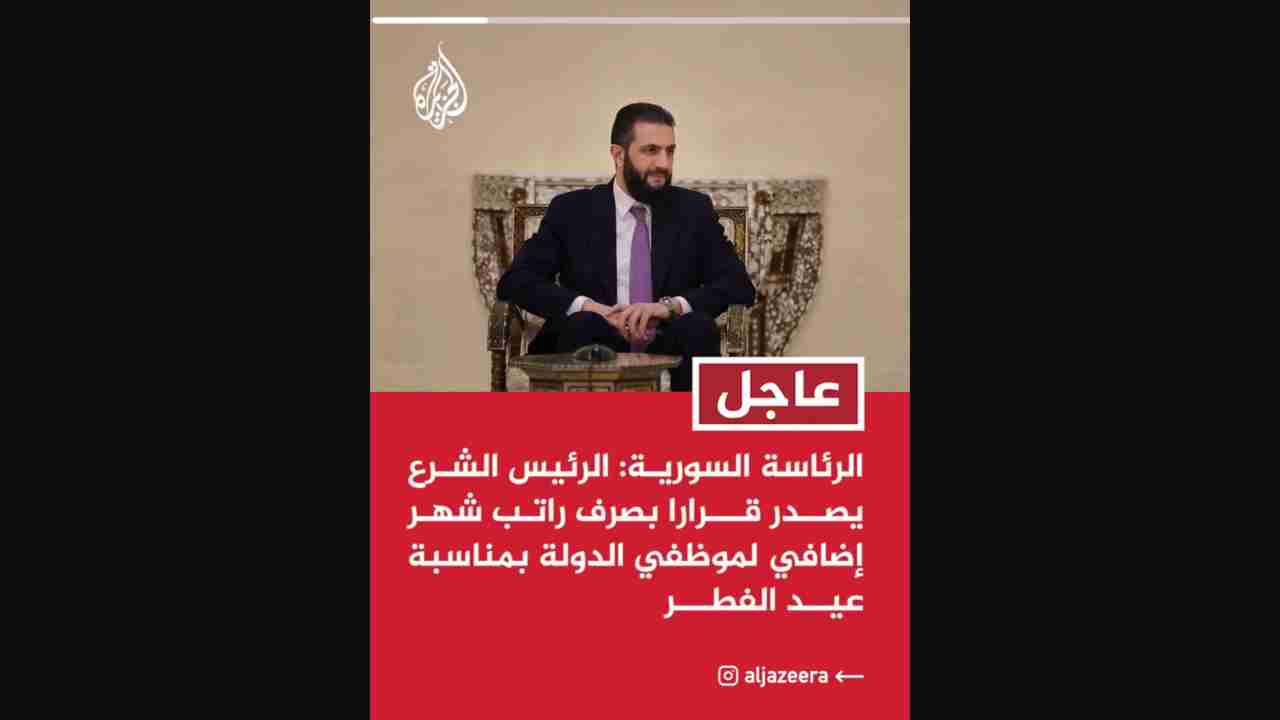 الجزيرة
عاجل
الرئاسة السورية: الرئيس الشرع
يصدر قرارا بصرف راتب شهر
إضافي لموظفي الدولة بمناسبة
عيد الفطر
aljazeera